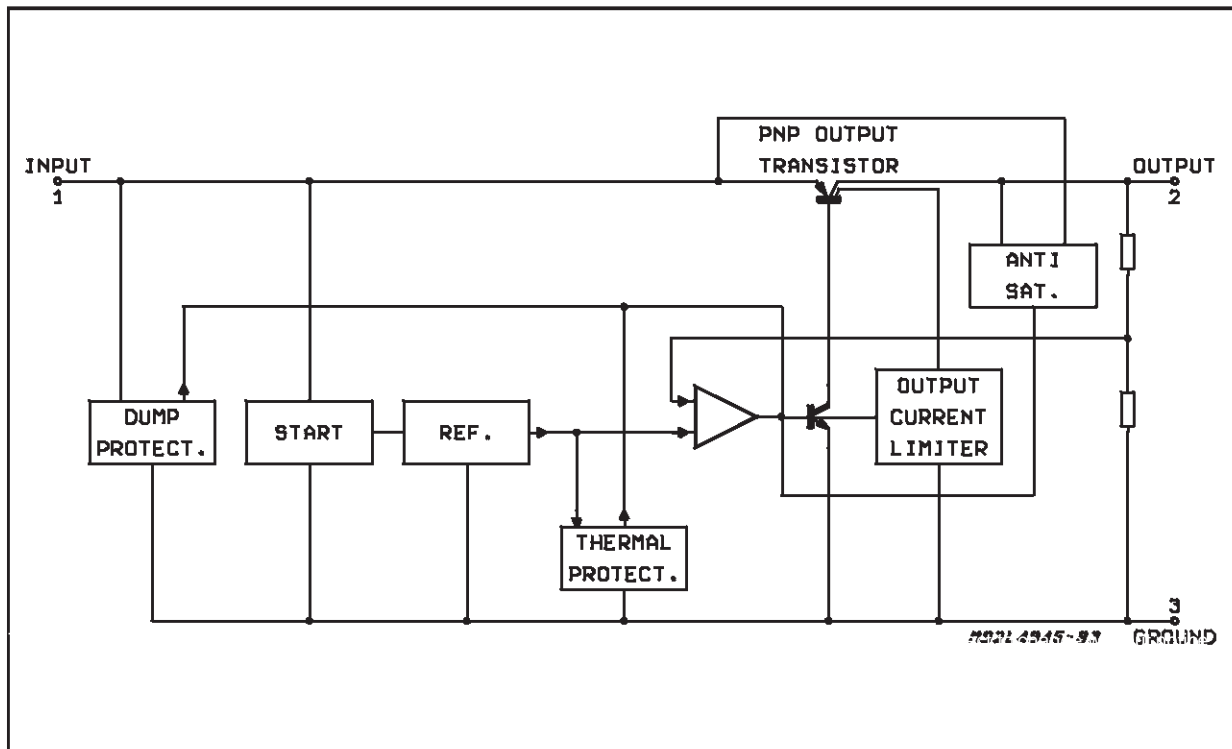 PNP OUTPUT
TRANSISTOR
INPUT
1
OUTPUT
2
ANTI
SAT.
DUMP
PROTECT.
START
REF.
OUTPUT
CURRENT
LIMITER
THERMAL
PROTECT.
3
GROUND